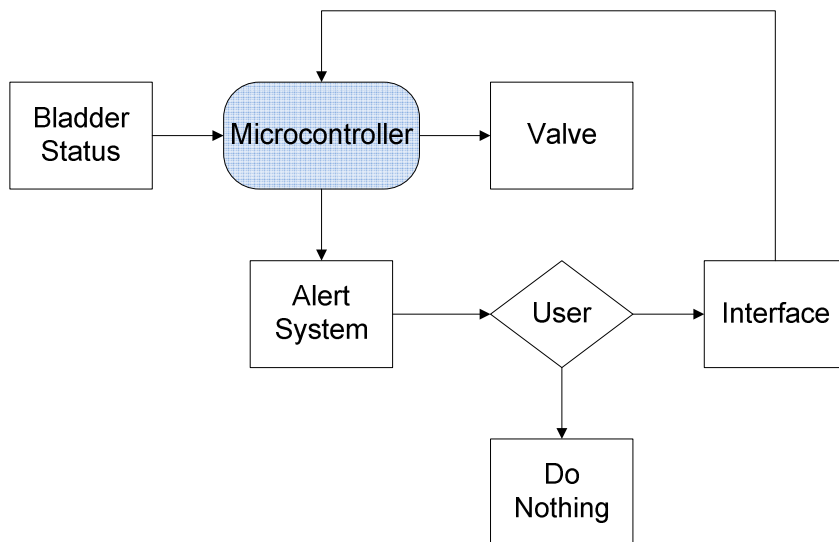 Bladder
Status
Microcontroller
Valve
Alert
System
User
Interface
Do
Nothing